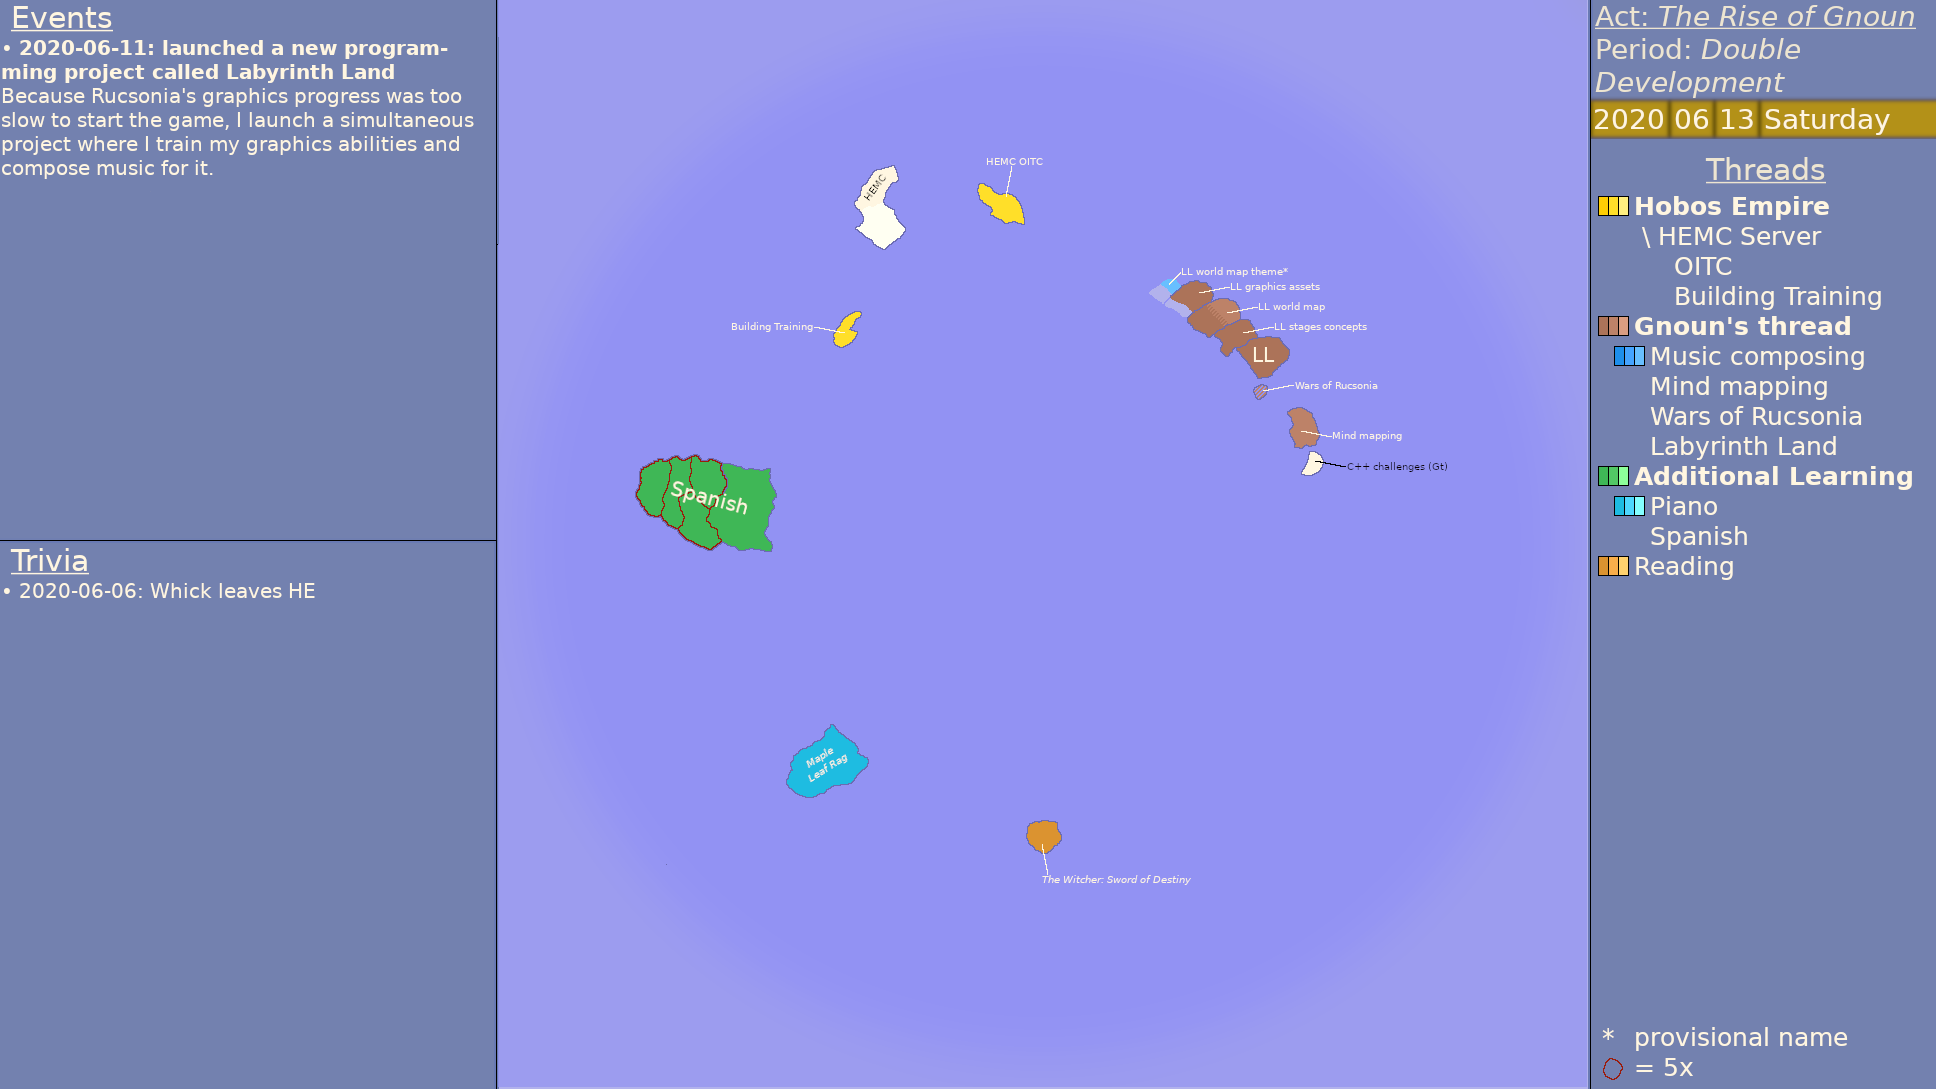 Events
• 2020-06-11: launched a new program-
ming project called Labyrinth Land
Because Rucsonia's graphics progress was too
slow to start the game, I launch a simultaneous
project where I train my graphics abilities and
compose music for it.
Trivia
• 2020-06-06: Whick leaves HE
HEMC
HEMC OITC
Building Training
LL world map theme*
LL graphics assets
LL world map
LL stages concepts
LL
Wars of Rucsonia
Mind mapping
C++ challenges (Gt)
Spanish
Maple
Leaf Rag
The Witcher: Sword of Destiny
Act: The Rise of Gnoun
Period: Double
Development
2020 06 13 Saturday
Threads
Hobos Empire
\ HEMC Server
OITC
Building Training
Gnoun's thread
Music composing
Mind mapping
Wars of Rucsonia
Labyrinth Land
Additional Learning
Piano
Spanish
Reading
* provisional name
= 5x